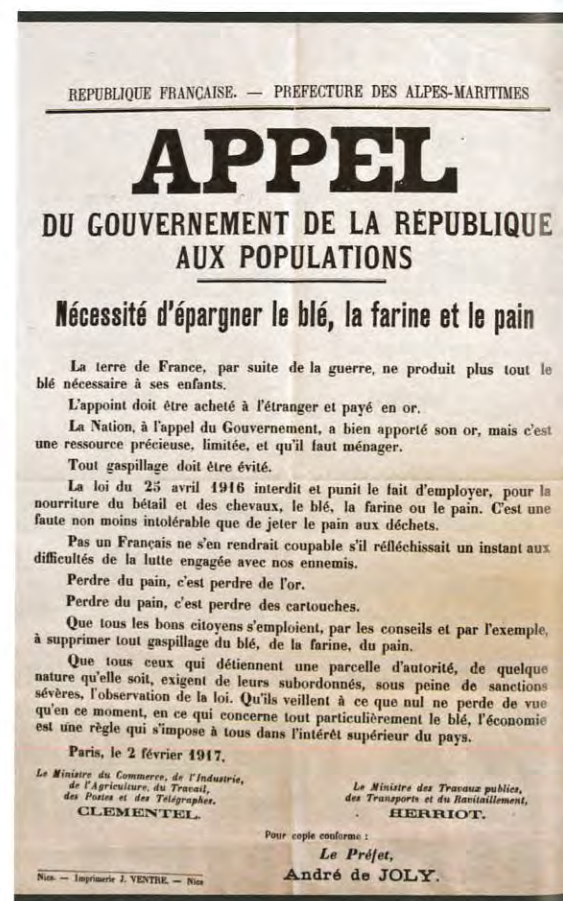 REPUBLIQUE FRANÇAISE. — PREFECTURE DES ALPES-MARITIMES
APPEL
DU GOUVERNEMENT DE LA RÉPUBLIQUE
AUX POPULATIONS
Nécessité d'épargner le blé, la farine et le pain
La terre de France, par suite de la guerre, ne produit plus tout le
blé nécessaire à ses enfants.
L'appoint doit être acheté à l'étranger et payé en or.
La Nation, à l'appel du Gouvernement, a bien apporté son or, mais c'est
une ressource précieuse, limitée, et qu'il faut ménager.
Tout gaspillage doit être évité.
La loi du 25 avril 1916 interdit et punit le fait d'employer, pour la
nourriture du bétail et des chevaux, le blé, la farine ou le pain. C'est une
faute non moins intolérable que de jeter le pain aux déchets.
Pas un Français ne s'en rendrait coupable s'il réfléchissait un instant aux
difficultés de la lutte engagée avec nos ennemis.
Perdre du pain, c'est perdre de l'or.
Perdre du pain, c'est perdre des cartouches.
Que tous les bons citoyens s'emploient, par les conseils et par l'exemple,
à supprimer tout gaspillage du blé, de la farine, du pain.
Que tous ceux qui détiennent une parcelle d'autorité, de quelque
nature qu'elle soit, exigent de leurs subordonnés, sous peine de sanctions
sévères, l'observation de la loi. Qu'ils veillent à ce que nul ne perde de vue
qu'en ce moment, en ce qui concerne tout particulièrement le blé, l'économie
est une règle qui s'impose à tous dans l'intérêt supérieur du pays.
Paris, le 2 février 1917.
Le Ministre du Commerce, de l'Industrie,
de l'Agriculture, du Travail,
des Postes et des Télégraphes,
CLEMENTEL.
Le Ministre des Travaux publics,
des Transports et du Ravitaillement,
HERRIOT.
Pour copie conforme :
Le Préfet,
André de JOLY.
Nice. — Imprimerie J. VENTRE. — Nice